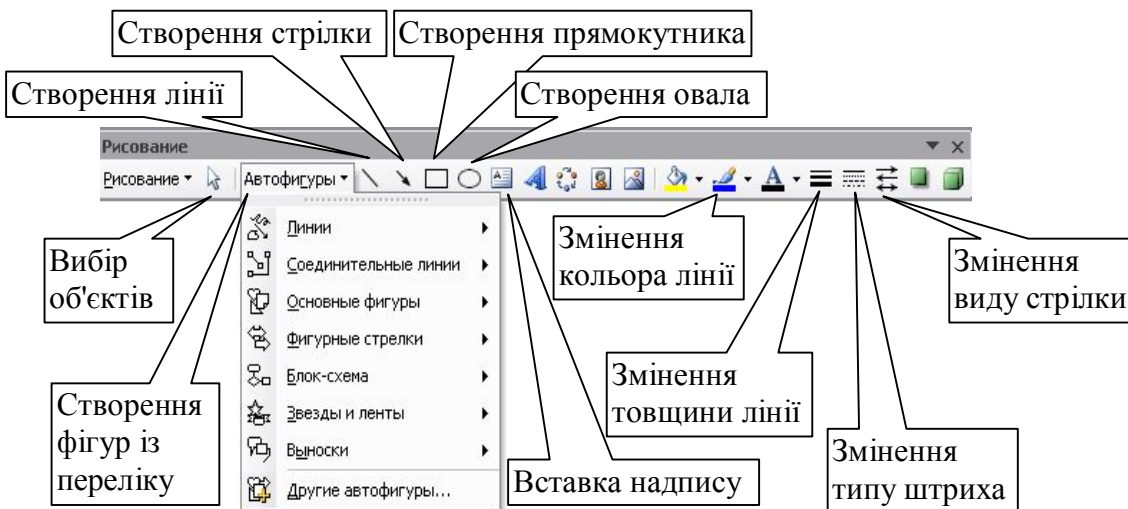 Створення стрілки
Створення прямокутника
Створення лінії
Створення овала
Рисование
Рисование
Автофигуры
A
A
A
Линии
Соединительные линии
Основные фигуры
Фигурные стрелки
Блок-схема
Звезды и ленты
Выноски
Другие автофигуры...
Вибір
об'єктів
Змінення
кольора лінії
Змінення
виду стрілки
Створення
фігур із
переліку
Змінення
товщини лінії
Вставка надпису
Змінення
типу штриха